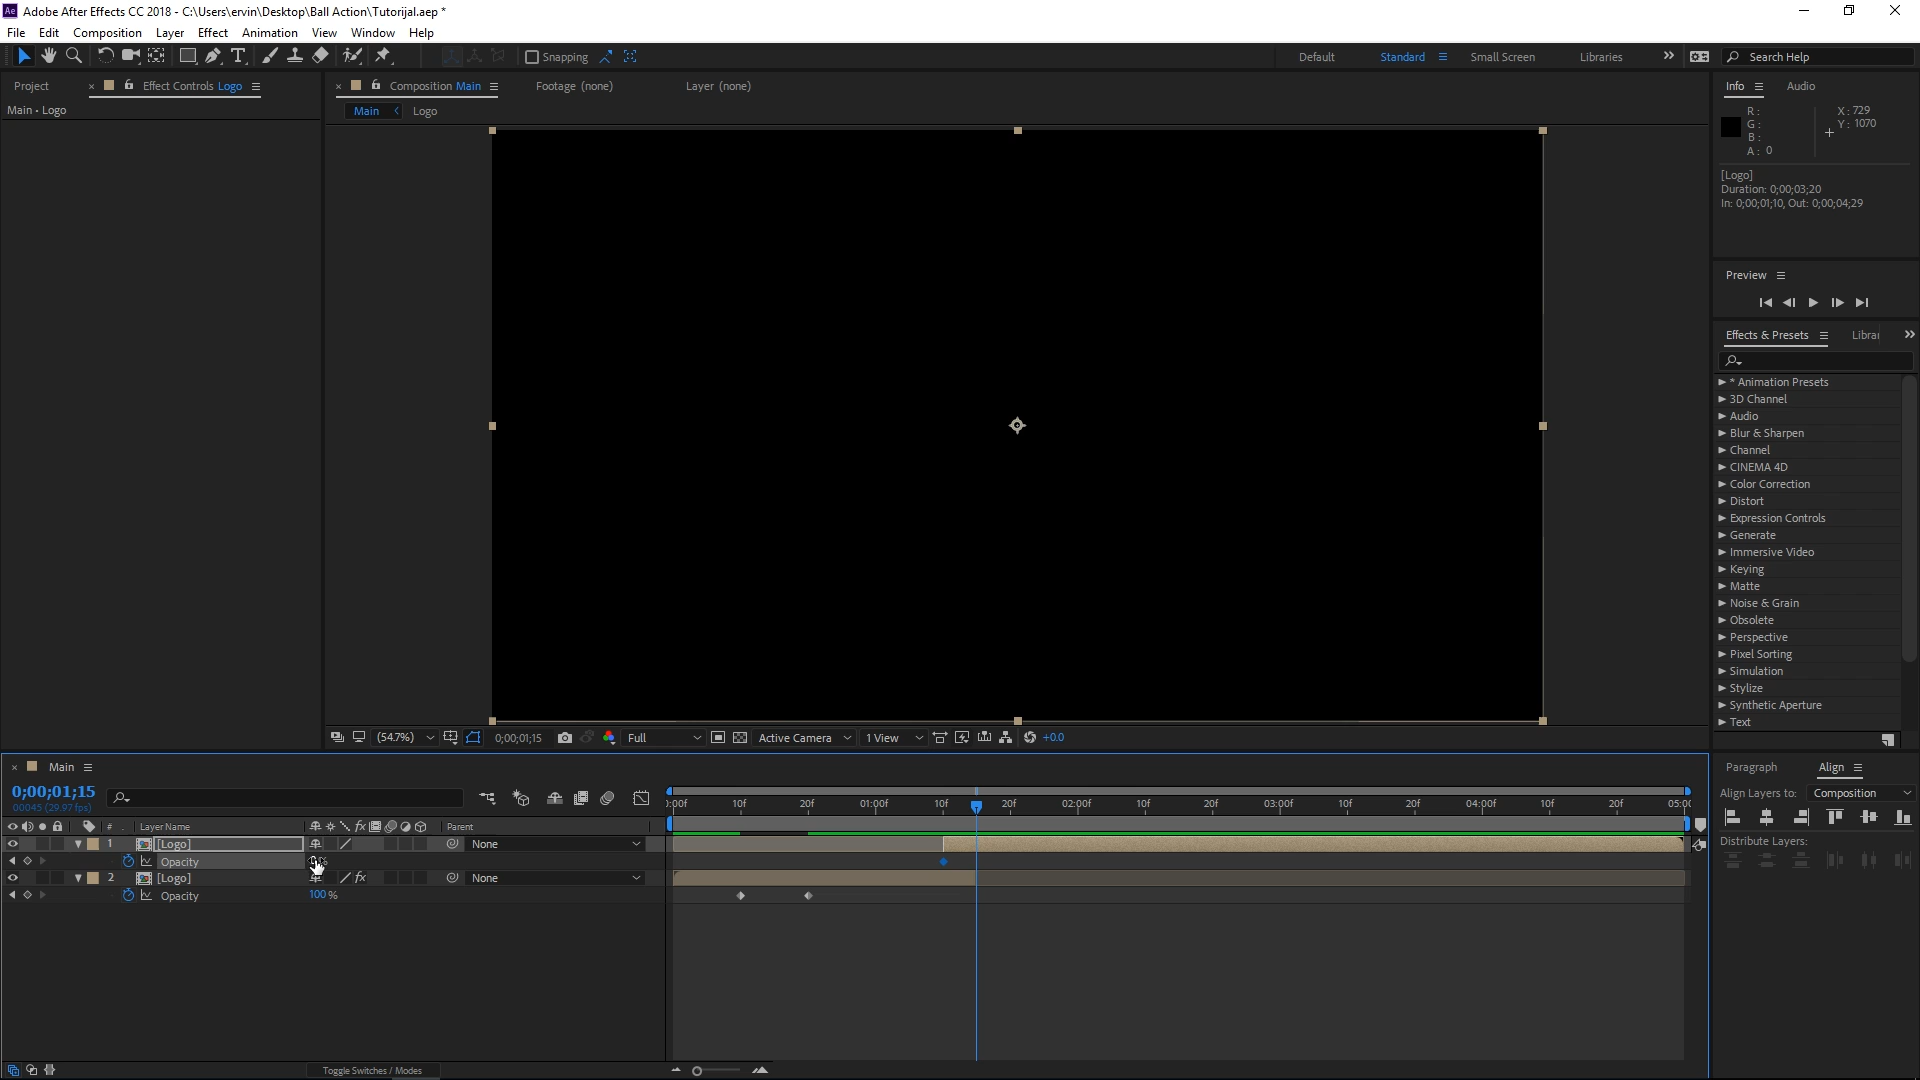 Ae Adobe After Effects CC 2018 - C:\Users\ervin\Desktop\Ball Action\Tutorijal.aep *
File Edit Composition Layer Effect Animation View Window Help
Snapping
Default Standard Small Screen Libraries Search Help
Project Effect Controls Logo
Main • Logo
Composition Main Footage (none) Layer (none)
Main Logo
Info Audio
R:
G:
B:
A: 0
X: 729
Y: 1070
[Logo]
Duration: 0;00;03;20
In: 0;00;01;10, Out: 0;00;04;29
Preview
Effects & Presets Librar
* Animation Presets
3D Channel
Audio
Blur & Sharpen
Channel
CINEMA 4D
Color Correction
Distort
Expression Controls
Generate
Immersive Video
Keying
Matte
Noise & Grain
Obsolete
Perspective
Pixel Sorting
Simulation
Stylize
Synthetic Aperture
Text
(54.7%) 0;00;01;15 Full Active Camera 1 View +0.0
Main
0;00;01;15
00045 (29.97 fps)
):00f 10f 20f 01:00f 10f 20f 02:00f 10f 20f 03:00f 10f 20f 04:00f 10f 20f 05:0(
# Layer Name fx Parent
1 [Logo] None
Opacity
2 [Logo] fx None
Opacity 100 %
Toggle Switches / Modes
Paragraph Align
Align Layers to: Composition
Distribute Layers: